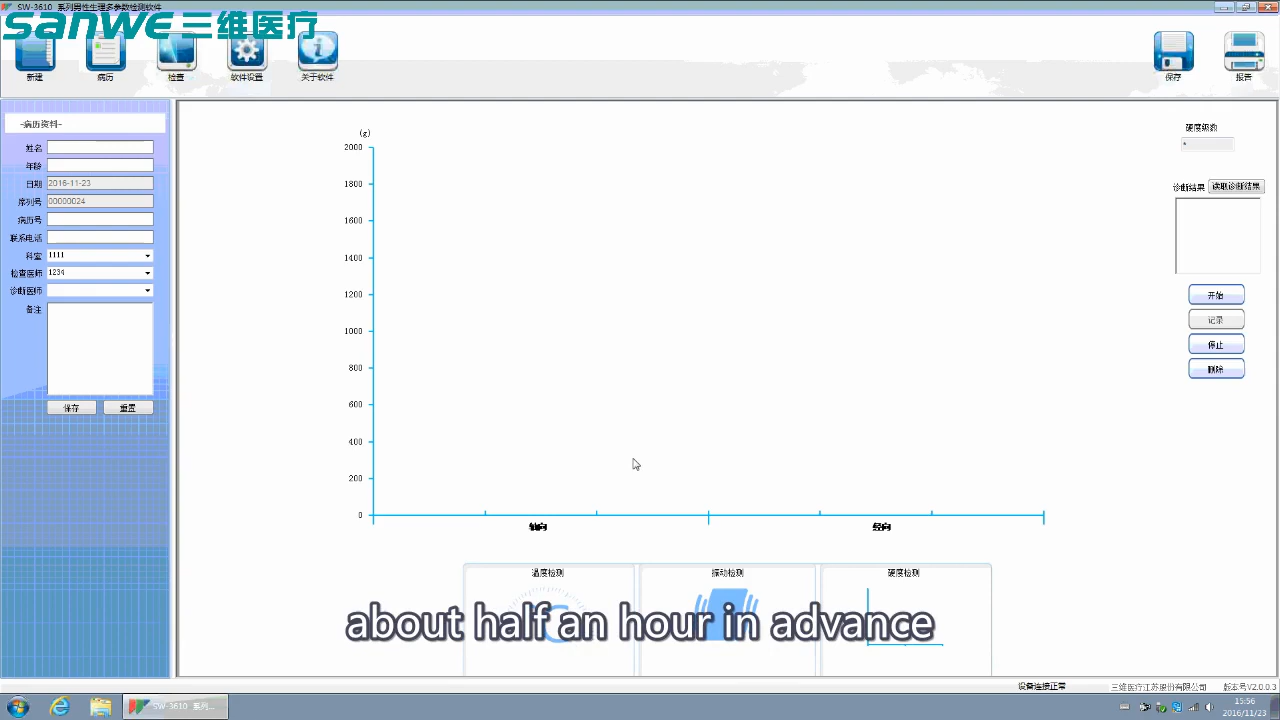 SW-3610 系列男性生理多参数检测软件
sanwe三维医疗
新建
病历
检查
软件设置
关于软件
保存
报告
-病历资料-
姓名
年龄
日期 2016-11-23
序列号 00000024
病历号
联系电话
科室 1111
检查医师 1234
诊断医师
备注
保存 重置
(g)
2000
1800
1600
1400
1200
1000
800
600
400
200
0
轴向 径向
硬度级数
*
诊断结果 读取诊断结果
开始
记录
停止
删除
温度检测 振动检测 硬度检测
about half an hour in advance
设备连接正常 三维医疗江苏股份有限公司 版本号V2.0.0.3
SW-3610 系列...
15:56
2016/11/23